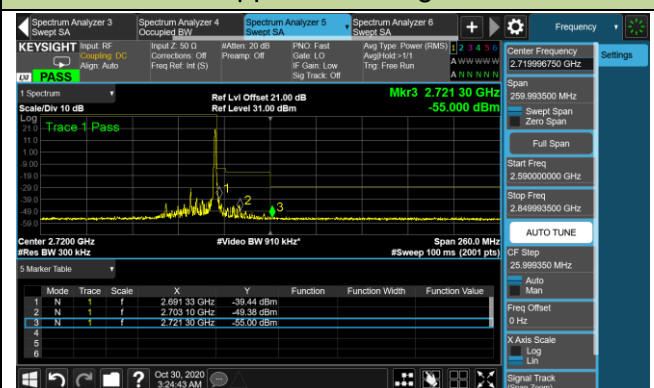 Spectrum Analyzer 3
Swept SA
Spectrum Analyzer 4
Occupied BW
Spectrum Analyzer 5
Swept SA
Spectrum Analyzer 6
Swept SA
Frequency
KEYSIGHT
Input: RF
Coupling: DC
Align: Auto
Input Z: 50 Ω
Corrections: Off
Freq Ref: Int (S)
#Atten: 20 dB
Preamp: Off
PNO: Fast
Gate: LO
IF Gain: Low
Sig Track: Off
Avg Type: Power (RMS)
Avg|Hold:>1/1
Trig: Free Run
1 2 3 4 5 6
A W W W W W
A N N N N N
LXI
PASS
1 Spectrum
Scale/Div 10 dB
Ref Lvl Offset 21.00 dB
Ref Level 31.00 dBm
Mkr3 2.721 30 GHz
-55.000 dBm
Log
Trace 1 Pass
21.0
11.0
1.00
-9.00
-19.0
-29.0
-39.0
-49.0
-59.0
1
2
3
Center 2.7200 GHz
#Res BW 300 kHz
#Video BW 910 kHz*
Span 260.0 MHz
#Sweep 100 ms (2001 pts)
5 Marker Table
Mode Trace Scale X Y Function Function Width Function Value
1 N 1 f 2.691 33 GHz -39.44 dBm
2 N 1 f 2.703 10 GHz -49.38 dBm
3 N 1 f 2.721 30 GHz -55.00 dBm
4
5
6
Oct 30, 2020
3:24:43 AM
Center Frequency
2.719996750 GHz
Settings
Span
259.993500 MHz
Swept Span
Zero Span
Full Span
Start Freq
2.590000000 GHz
Stop Freq
2.849993500 GHz
AUTO TUNE
CF Step
25.999350 MHz
Auto
Man
Freq Offset
0 Hz
X Axis Scale
Log
Lin
Signal Track
(Span Zoom)